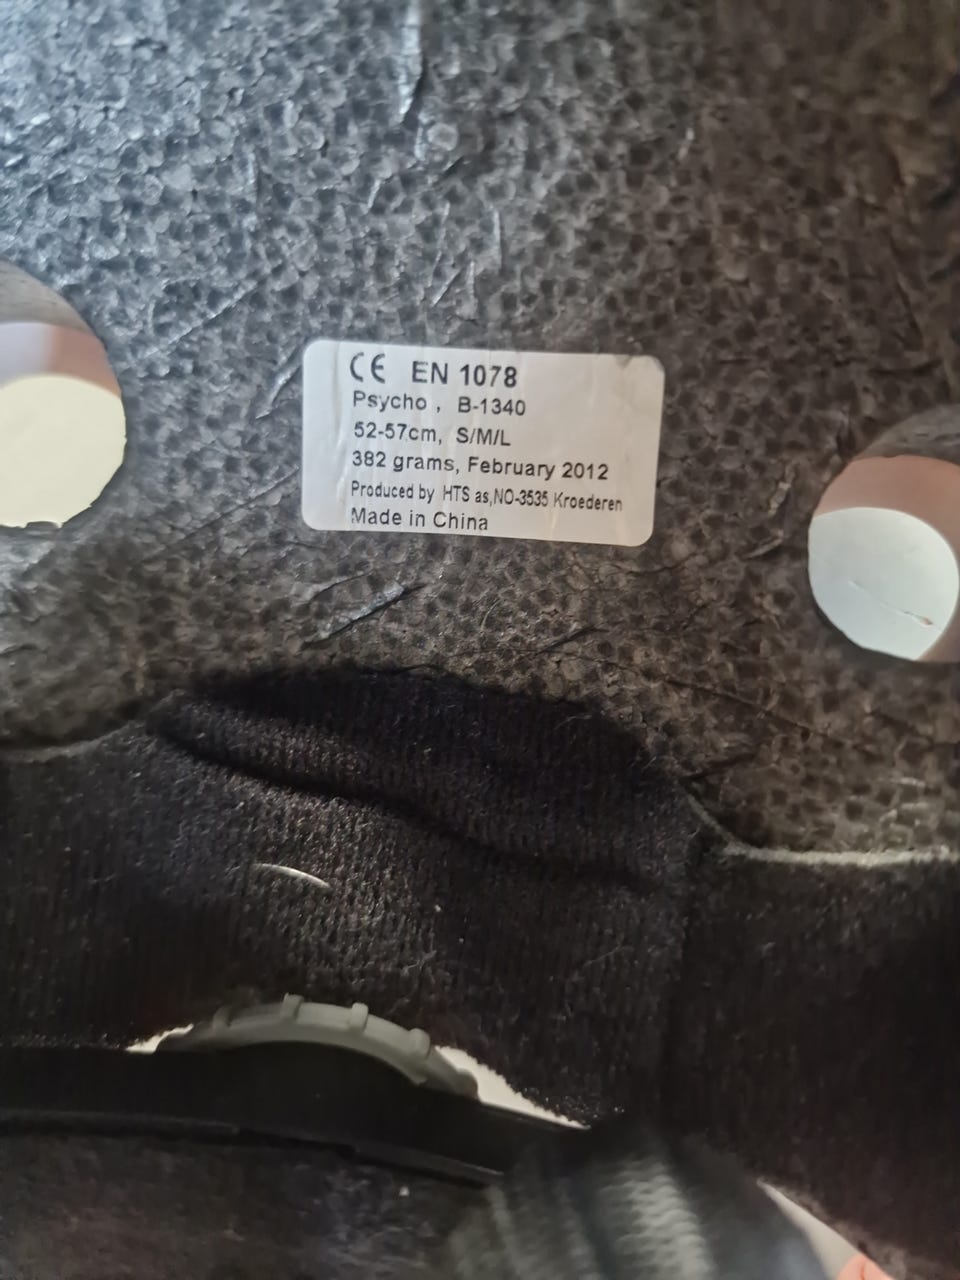 CE EN 1078
Psycho , B-1340
52-57cm, S/M/L
382 grams, February 2012
Produced by HTS as,NO-3535 Kroederen
Made in China